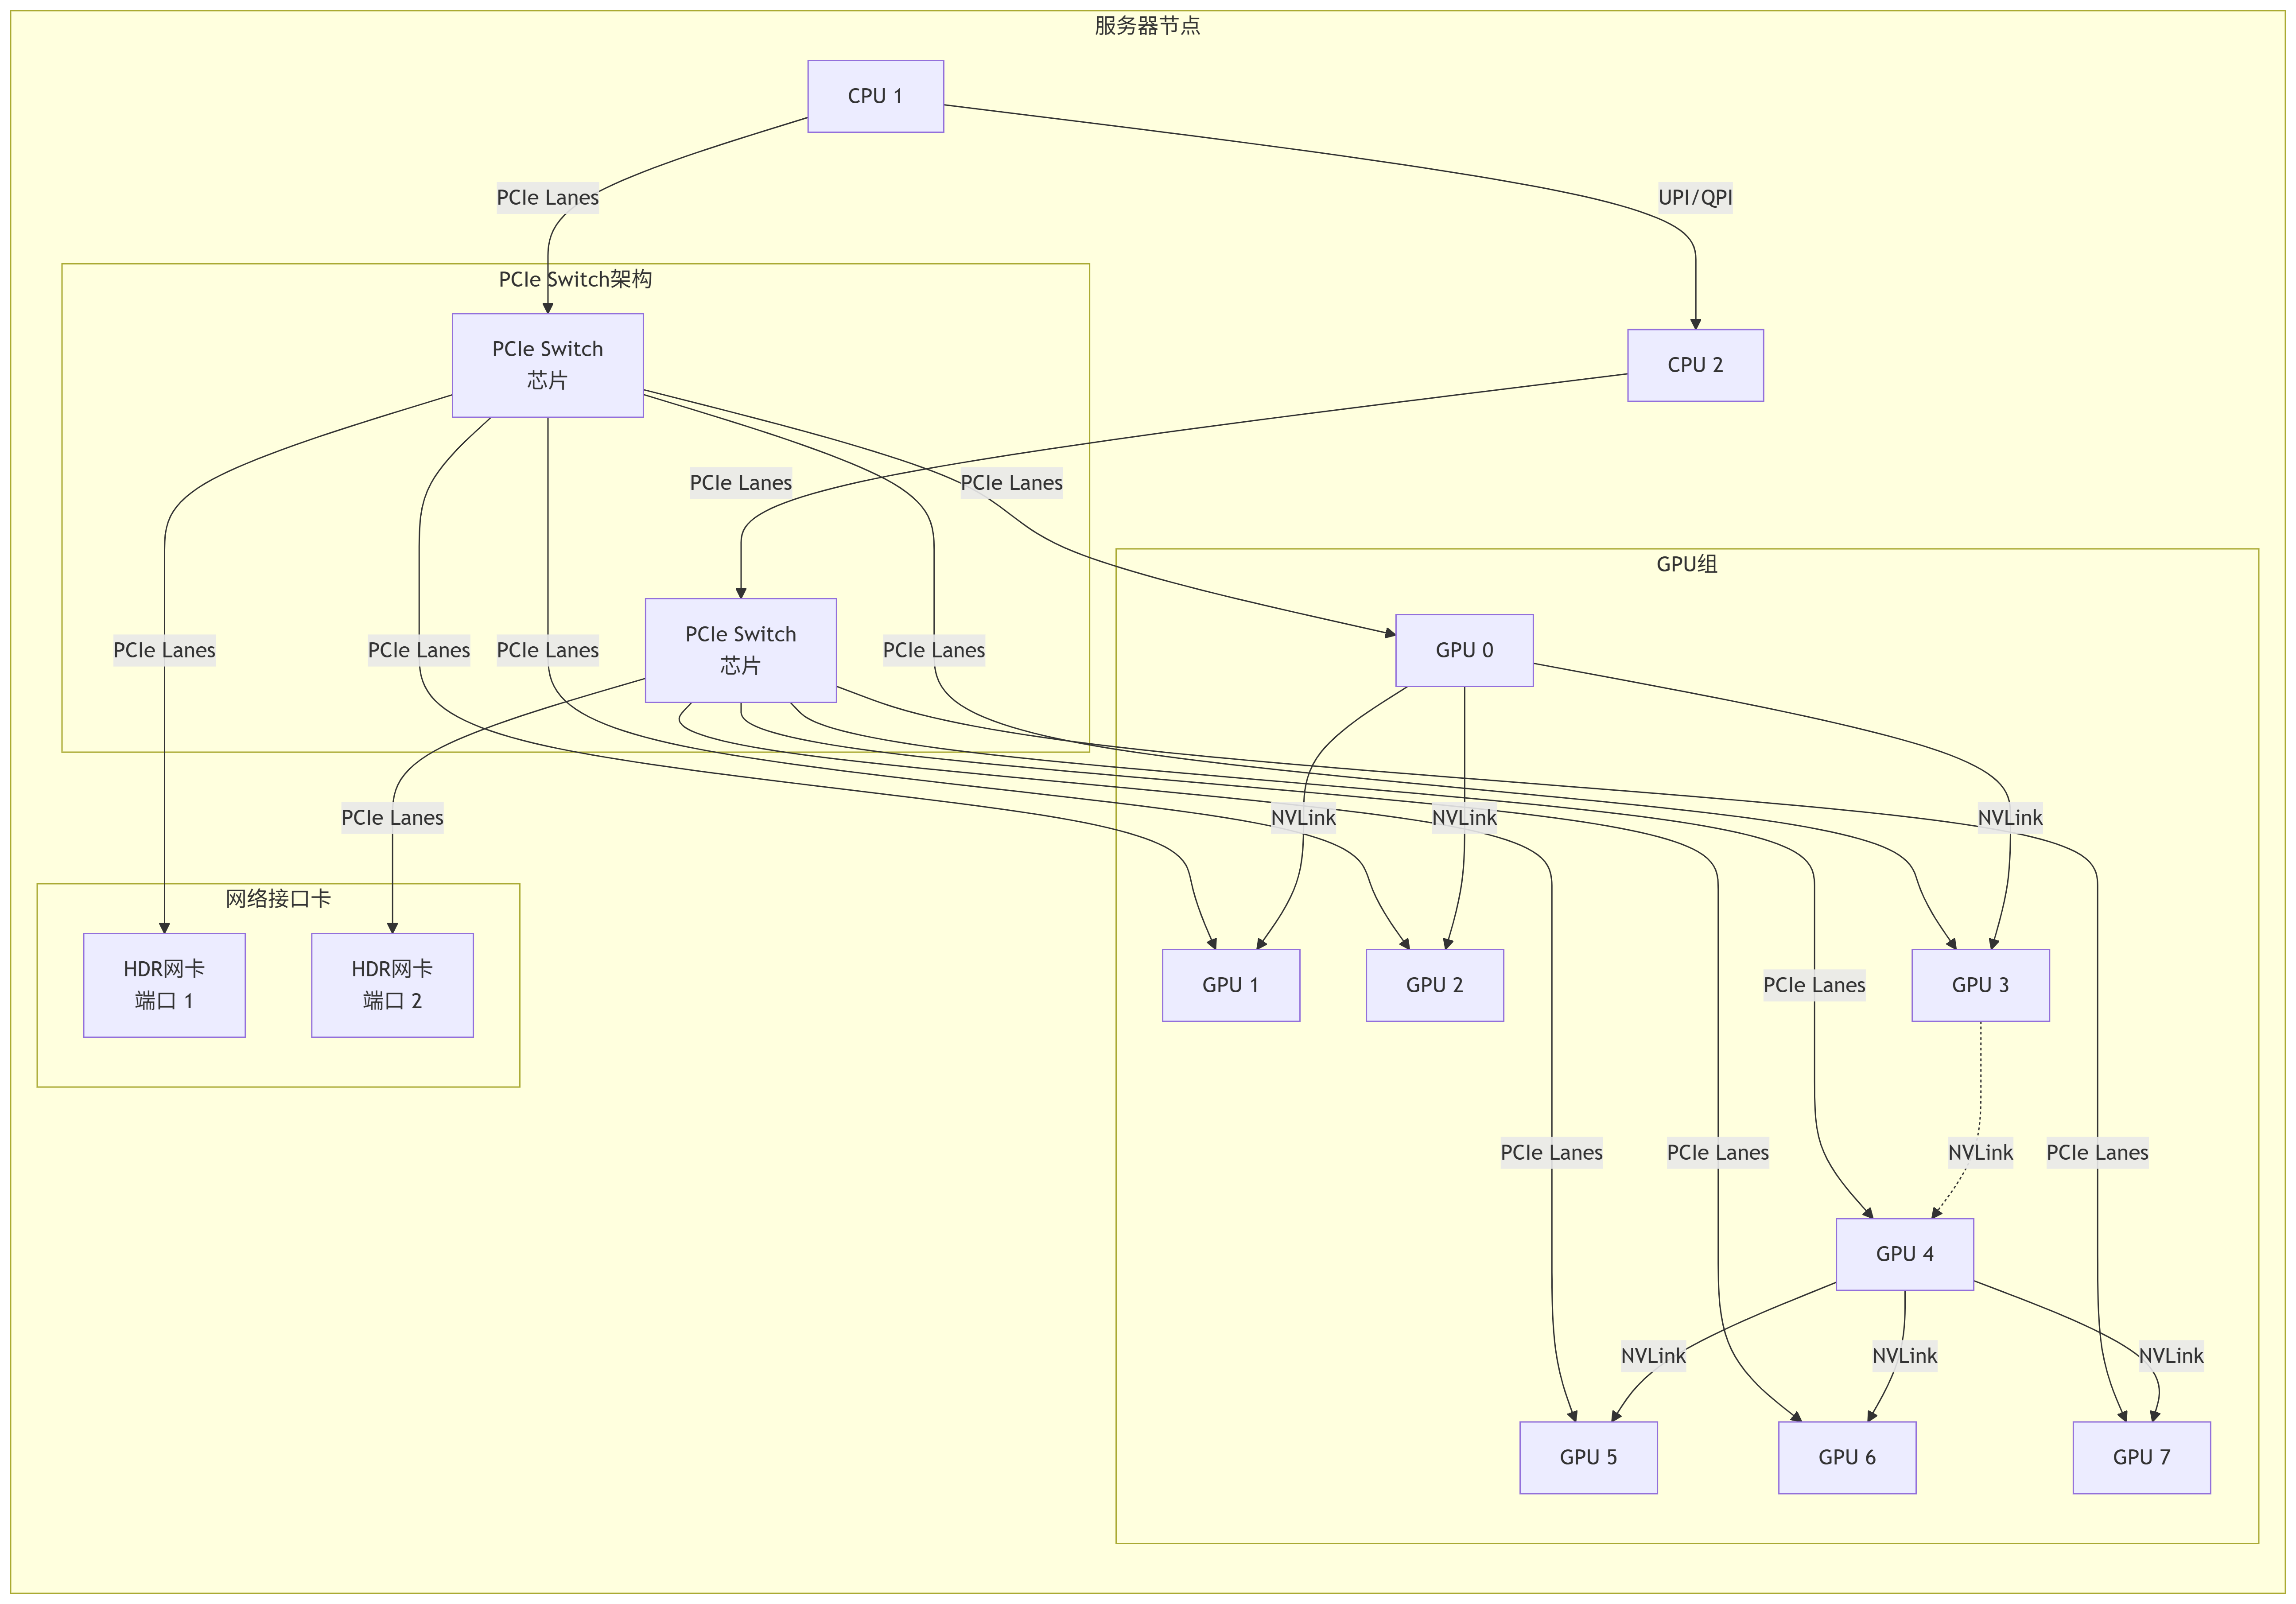 服务器节点
CPU 1
PCIe Lanes
UPI/QPI
PCIe Switch架构
PCIe Switch
芯片
CPU 2
PCIe Lanes
PCIe Lanes
GPU组
PCIe Lanes
PCIe Lanes
PCIe Lanes
PCIe Switch
芯片
PCIe Lanes
GPU 0
PCIe Lanes
NVLink
NVLink
NVLink
网络接口卡
HDR网卡
端口 1
HDR网卡
端口 2
GPU 1
GPU 2
PCIe Lanes
GPU 3
PCIe Lanes
PCIe Lanes
NVLink
PCIe Lanes
GPU 4
NVLink
NVLink
NVLink
GPU 5
GPU 6
GPU 7